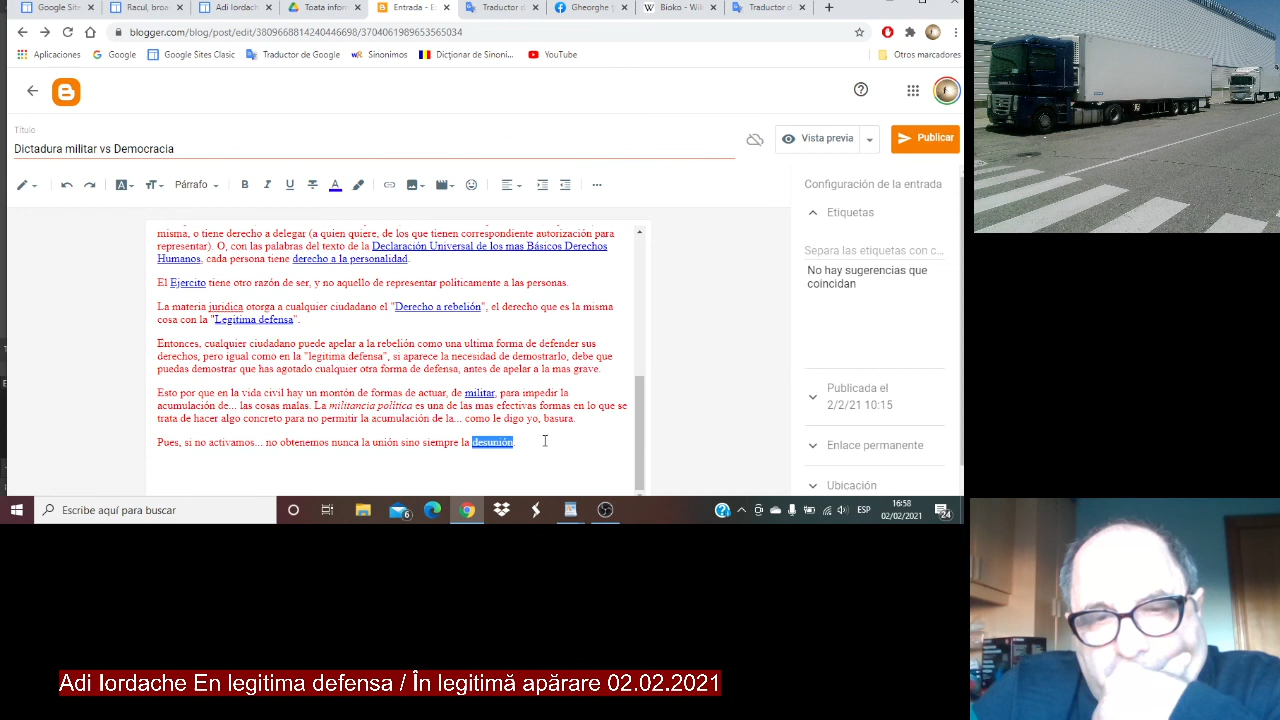 Google Site
Racul, broa
Adi Iordach
Toata inforr
Entrada - Es
Traductor d
Gheorghe ț
Bioko - Wik
Traductor d
blogger.com/blog/post/edit/3809668814240446698/3704061989653565034
Aplicaciones
Google
Google Sites Clasic
Traductor de Google
Sinonimos
Dicționar de Sinoni...
YouTube
Otros marcadores
Título
Dictadura militar vs Democracia
Vista previa
Publicar
Párrafo
misma, o tiene derecho a delegar (a quien quiere, de los que tienen correspondiente autorización para
representar). O, con las palabras del texto de la Declaración Universal de los mas Básicos Derechos
Humanos, cada persona tiene derecho a la personalidad.
El Ejercito tiene otro razón de ser, y no aquello de representar políticamente a las personas.
La materia jurídica otorga a cualquier ciudadano el "Derecho a rebelión", el derecho que es la misma
cosa con la "Legitima defensa".
Entonces, cualquier ciudadano puede apelar a la rebelión como una ultima forma de defender sus
derechos, pero igual como en la "legitima defensa", si aparece la necesidad de demostrarlo, debe que
puedas demostrar que has agotado cualquier otra forma de defensa, antes de apelar a la mas grave.
Esto por que en la vida civil hay un montón de formas de actuar, de militar, para impedir la
acumulación de... las cosas malas. La militancia política es una de las mas efectivas formas en lo que se
trata de hacer algo concreto para no permitir la acumulación de la... como le digo yo, basura.
Pues, si no activamos... no obtenemos nunca la unión sino siempre la desunión.
Configuración de la entrada
Etiquetas
Separa las etiquetas con c...
No hay sugerencias que
coincidan
Publicada el
2/2/21 10:15
Enlace permanente
Ubicación
Escribe aquí para buscar
6
ESP
16:58
02/02/2021
24
Adi Iordache En legitima defensa / În legitimă apărare 02.02.2021